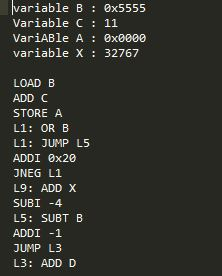 variable B : 0x5555
Variable C : 11
VariABle A : 0x0000
variable X : 32767
LOAD B
ADD C
STORE A
L1: OR B
L1: JUMP L5
ADDI 0x20
JNEG L1
L9: ADD X
SUBI -4
L5: SUBT B
ADDI -1
JUMP L3
L3: ADD D